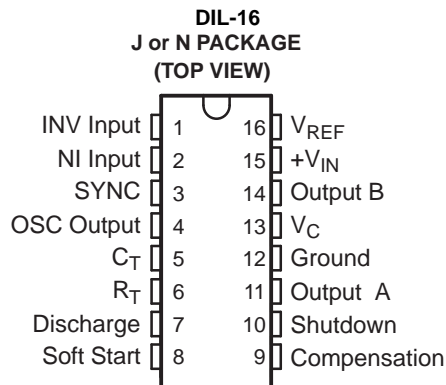 DIL-16
J or N PACKAGE
(TOP VIEW)
INV Input 1 16 VREF
NI Input 2 15 +VIN
SYNC 3 14 Output B
OSC Output 4 13 VC
CT 5 12 Ground
RT 6 11 Output A
Discharge 7 10 Shutdown
Soft Start 8 9 Compensation